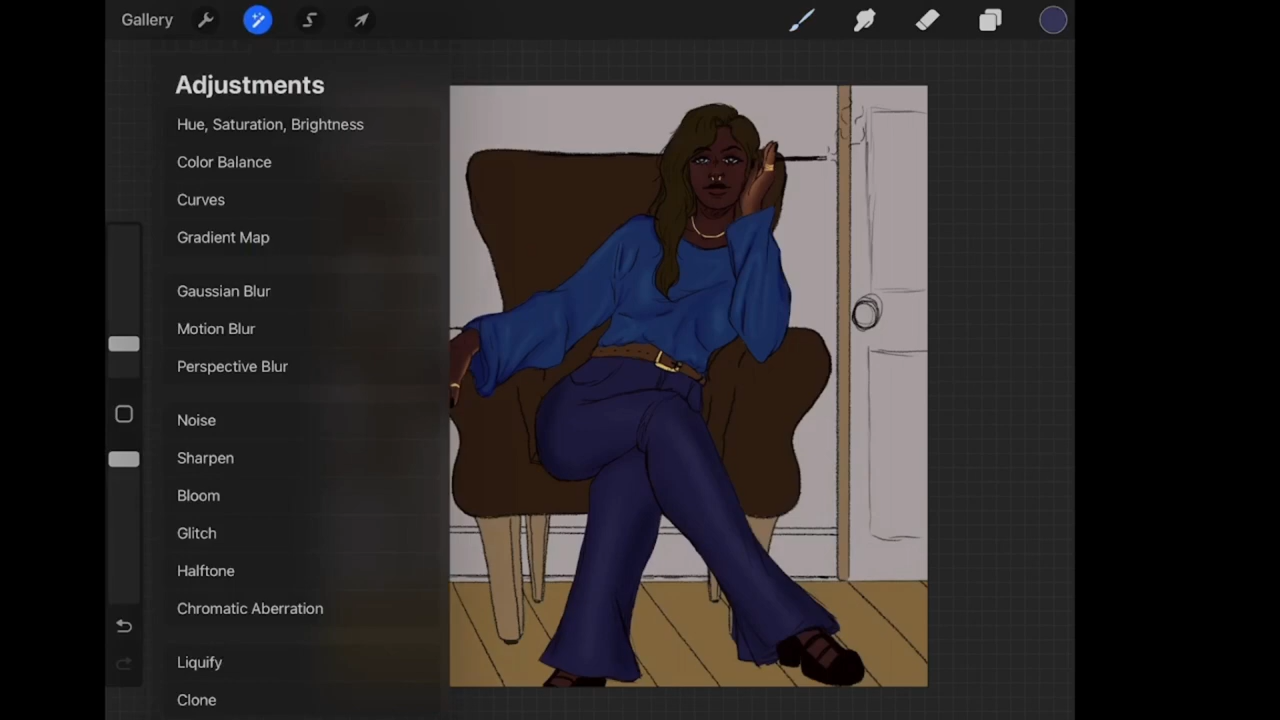 Gallery
Adjustments
Hue, Saturation, Brightness
Color Balance
Curves
Gradient Map
Gaussian Blur
Motion Blur
Perspective Blur
Noise
Sharpen
Bloom
Glitch
Halftone
Chromatic Aberration
Liquify
Clone